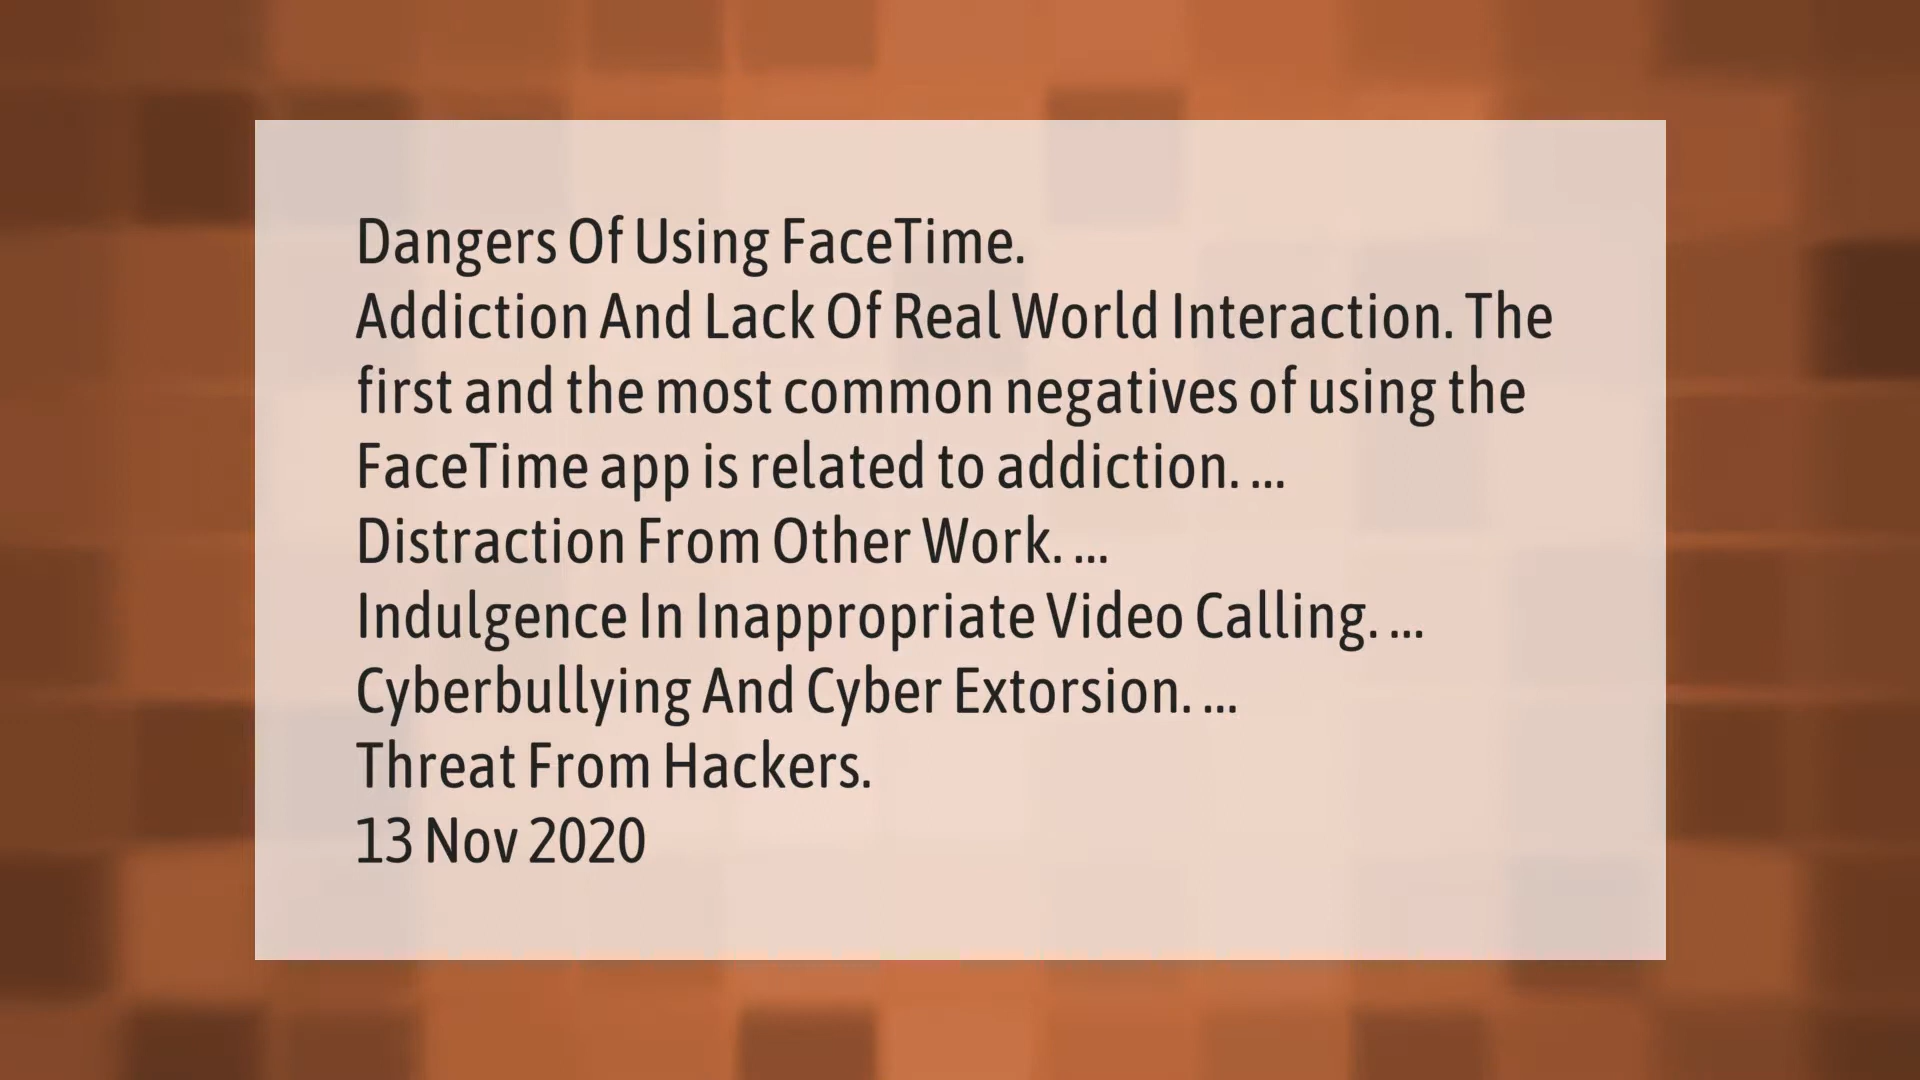 Dangers Of Using FaceTime.
Addiction And Lack Of Real World Interaction. The
first and the most common negatives of using the
FaceTime app is related to addiction. ...
Distraction From Other Work. ...
Indulgence In Inappropriate Video Calling. ...
Cyberbullying And Cyber Extorsion. ...
Threat From Hackers.
13 Nov 2020